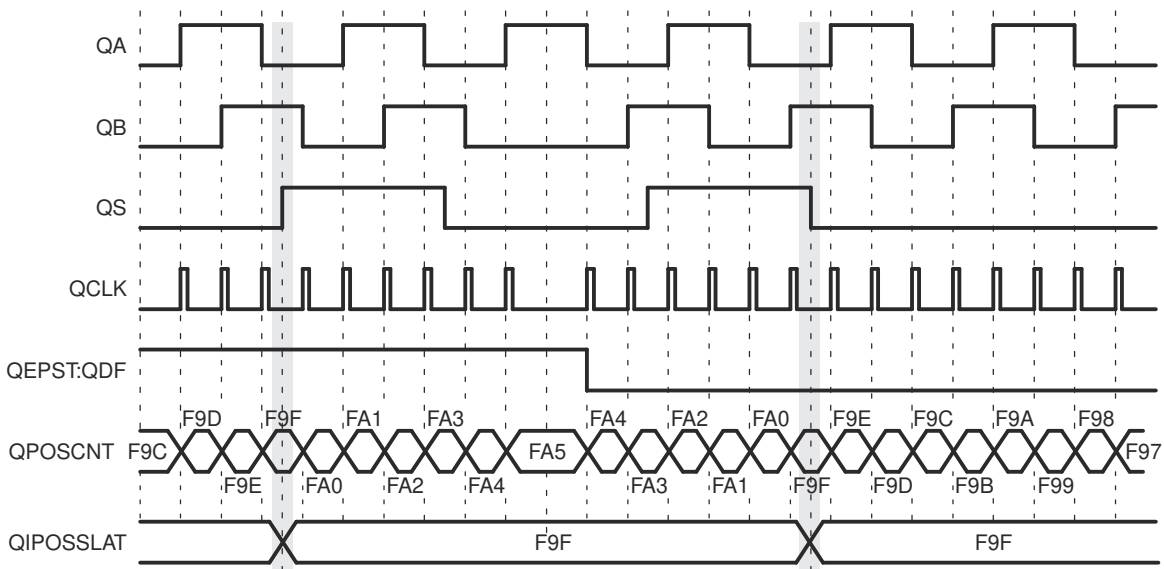 QA
QB
QS
QCLK
QEPST:QDF
F9D F9F FA1 FA3 FA4 FA2 FA0 F9E F9C F9A F98
QPOSCNT F9C FA5 F97
F9E FA0 FA2 FA4 FA3 FA1 F9F F9D F9B F99
QIPOSSLAT F9F F9F